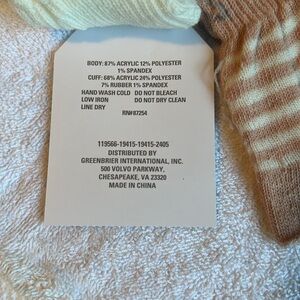 BODY: 87% ACRYLIC 12% POLYESTER
1% SPANDEX
CUFF: 68% ACRYLIC 24% POLYESTER
7% RUBBER 1% SPANDEX
HAND WASH COLD DO NOT BLEACH
LOW IRON DO NOT DRY CLEAN
LINE DRY
RN#87254
119566-19415-19415-2405
DISTRIBUTED BY
GREENBRIER INTERNATIONAL, INC.
500 VOLVO PARKWAY,
CHESAPEAKE, VA 23320
MADE IN CHINA